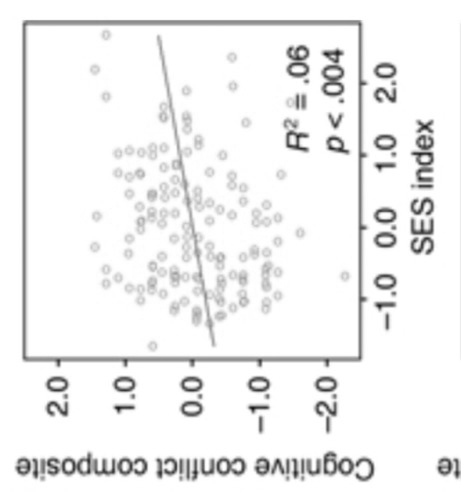 Cognitive conflict composite
2.0
1.0
0.0
−1.0
−2.0
R² = .06
p < .004
−1.0 0.0 1.0 2.0
SES index
te